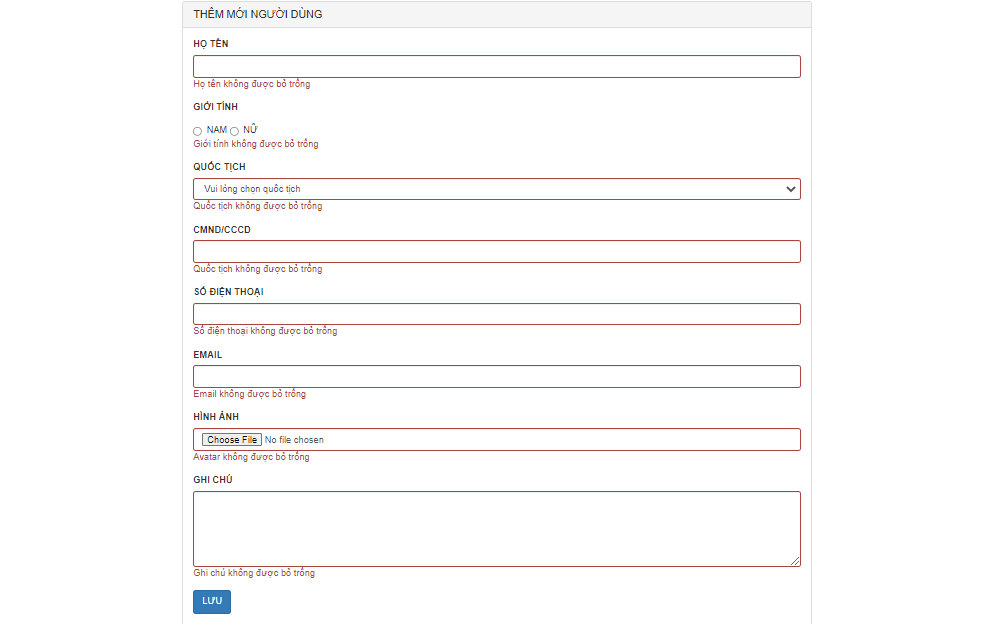 THÊM MỚI NGƯỜI DÙNG
HỌ TÊN
Họ tên không được bỏ trống
GIỚI TÍNH
NAM NỮ
Giới tính không được bỏ trống
QUỐC TỊCH
Vui lòng chọn quốc tịch
Quốc tịch không được bỏ trống
CMND/CCCD
Quốc tịch không được bỏ trống
SỐ ĐIỆN THOẠI
Số điện thoại không được bỏ trống
EMAIL
Email không được bỏ trống
HÌNH ẢNH
Choose File No file chosen
Avatar không được bỏ trống
GHI CHÚ
Ghi chú không được bỏ trống
LƯU